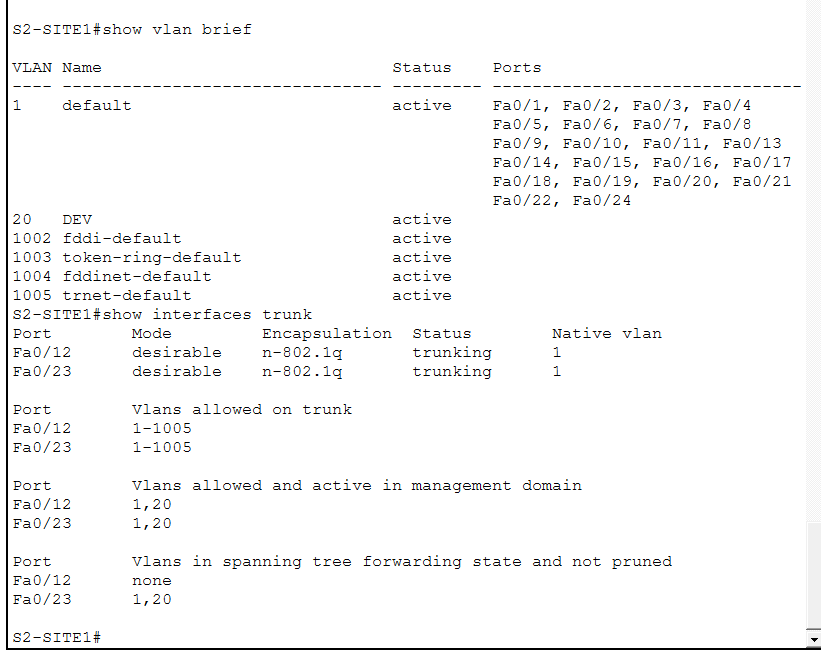 S2-SITE1#show vlan brief
VLAN Name                             Status    Ports
---- -------------------------------- --------- -------------------------------
1    default                          active    Fa0/1, Fa0/2, Fa0/3, Fa0/4
                                                Fa0/5, Fa0/6, Fa0/7, Fa0/8
                                                Fa0/9, Fa0/10, Fa0/11, Fa0/13
                                                Fa0/14, Fa0/15, Fa0/16, Fa0/17
                                                Fa0/18, Fa0/19, Fa0/20, Fa0/21
                                                Fa0/22, Fa0/24
20   DEV                              active
1002 fddi-default                     active
1003 token-ring-default               active
1004 fddinet-default                  active
1005 trnet-default                    active
S2-SITE1#show interfaces trunk
Port        Mode         Encapsulation  Status        Native vlan
Fa0/12      desirable    n-802.1q       trunking      1
Fa0/23      desirable    n-802.1q       trunking      1
Port        Vlans allowed on trunk
Fa0/12      1-1005
Fa0/23      1-1005
Port        Vlans allowed and active in management domain
Fa0/12      1,20
Fa0/23      1,20
Port        Vlans in spanning tree forwarding state and not pruned
Fa0/12      none
Fa0/23      1,20
S2-SITE1#